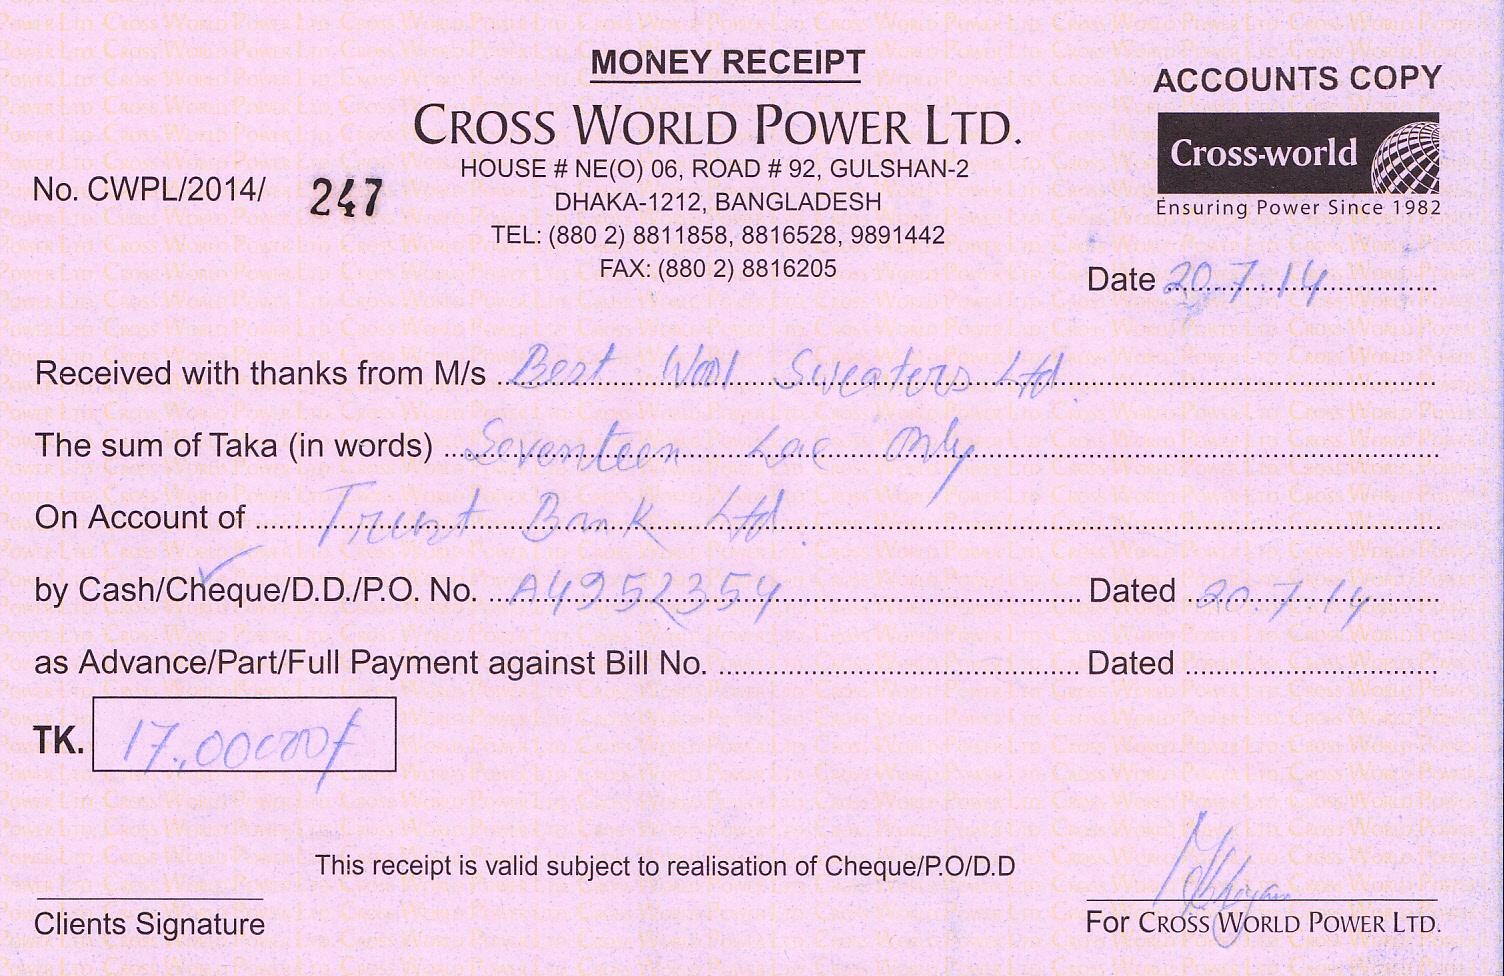 MONEY RECEIPT
ACCOUNTS COPY
CROSS WORLD POWER LTD.
Cross-world
Ensuring Power Since 1982
HOUSE # NE(O) 06, ROAD # 92, GULSHAN-2
No. CWPL/2014/ 247
DHAKA-1212, BANGLADESH
TEL: (880 2) 8811858, 8816528, 9891442
FAX: (880 2) 8816205
Date 20.7.14
Received with thanks from M/s Best Wool Sweaters Ltd.
The sum of Taka (in words) Seventeen Lac Only
On Account of Trust Bank Ltd.
by Cash/Cheque/D.D./P.O. No. A4952354 Dated 20.7.14
as Advance/Part/Full Payment against Bill No. Dated
TK. 17,00000/
This receipt is valid subject to realisation of Cheque/P.O/D.D
Clients Signature
For CROSS WORLD POWER LTD.